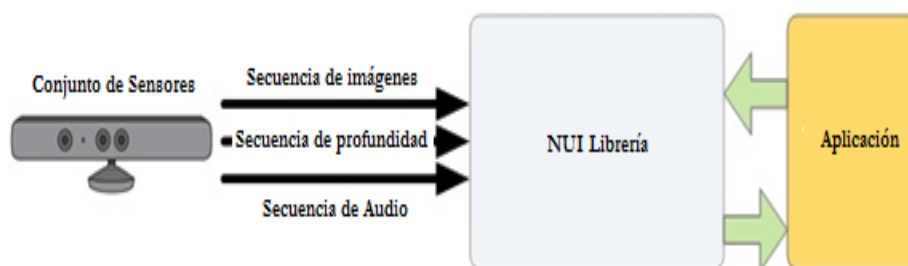 Conjunto de Sensores
Secuencia de imágenes
Secuencia de profundidad
Secuencia de Audio
NUI Librería
Aplicación